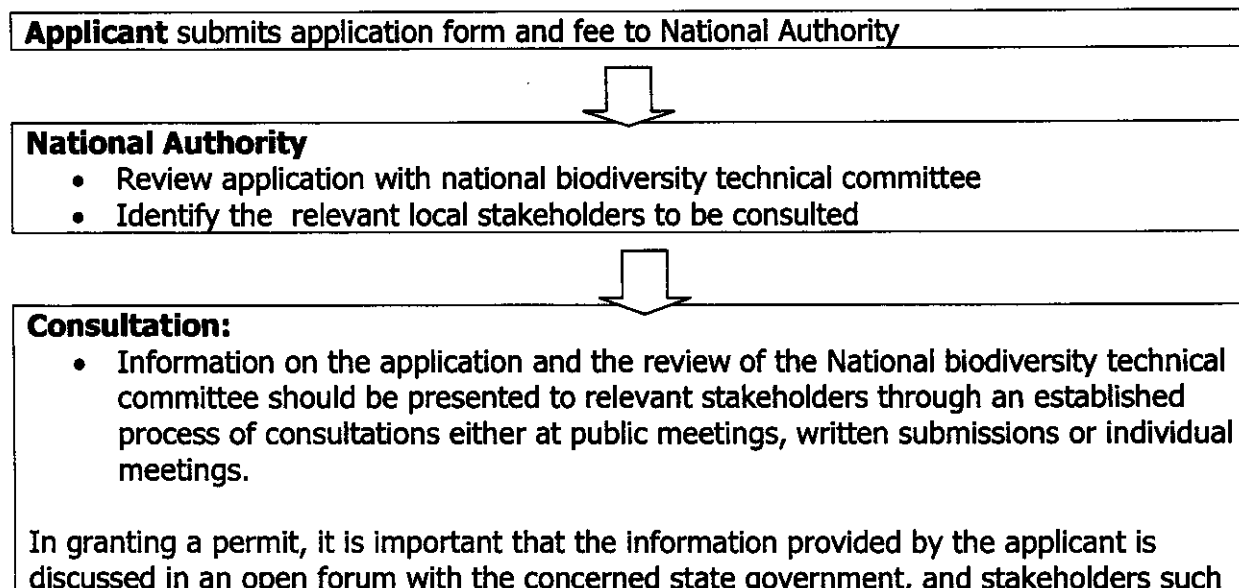 Applicant submits application form and fee to National Authority
National Authority
• Review application with national biodiversity technical committee
• Identify the relevant local stakeholders to be consulted
Consultation:
• Information on the application and the review of the National biodiversity technical
committee should be presented to relevant stakeholders through an established
process of consultations either at public meetings, written submissions or individual
meetings.
In granting a permit, it is important that the information provided by the applicant is
discussed in an open forum with the concerned state government, and stakeholders such